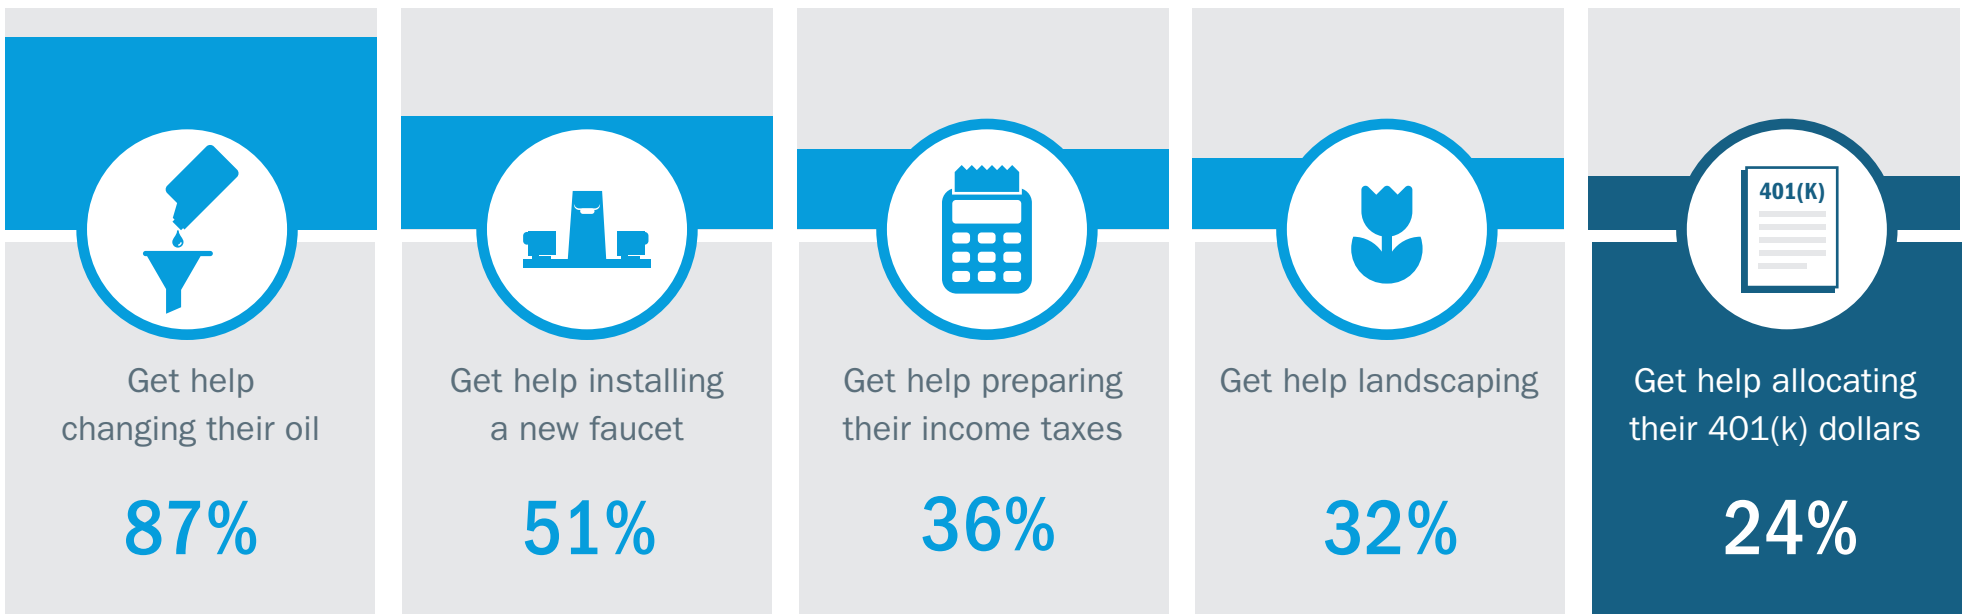 401(K)
Get help
changing their oil
87%
Get help installing
a new faucet
51%
Get help preparing
their income taxes
36%
Get help landscaping
32%
Get help allocating
their 401(k) dollars
24%